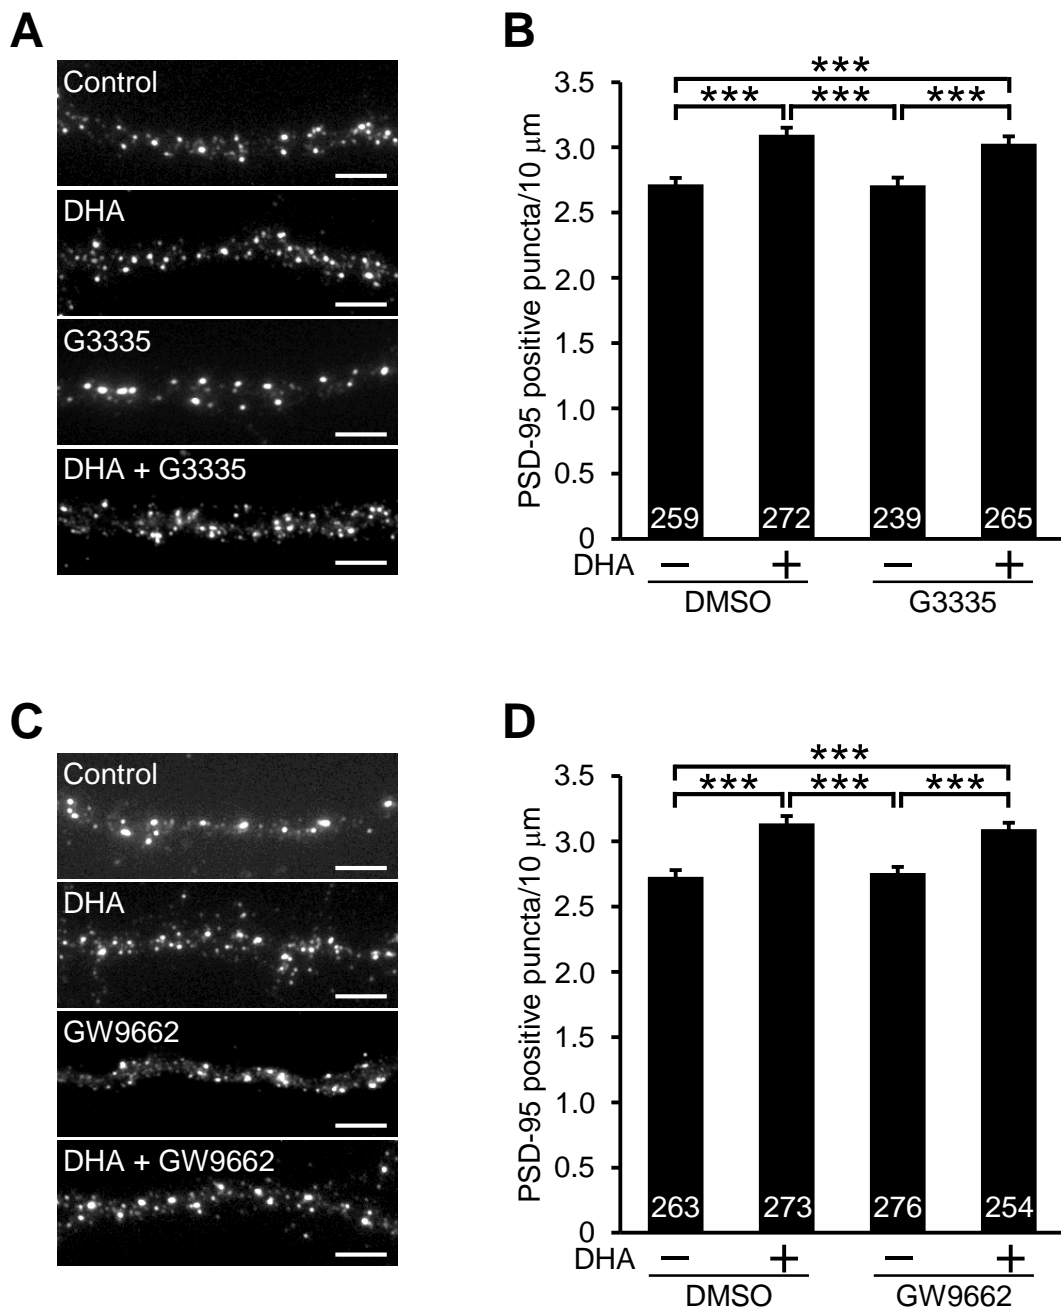 A
Control
DHA
G3335
DHA + G3335
B
PSD-95 positive puncta/10 μm
3.5
3.0
2.5
2.0
1.5
1.0
0.5
0
***
*** *** ***
259 272 239 265
DHA − + − +
DMSO G3335
C
Control
DHA
GW9662
DHA + GW9662
D
PSD-95 positive puncta/10 μm
3.5
3.0
2.5
2.0
1.5
1.0
0.5
0
***
*** *** ***
263 273 276 254
DHA − + − +
DMSO GW9662